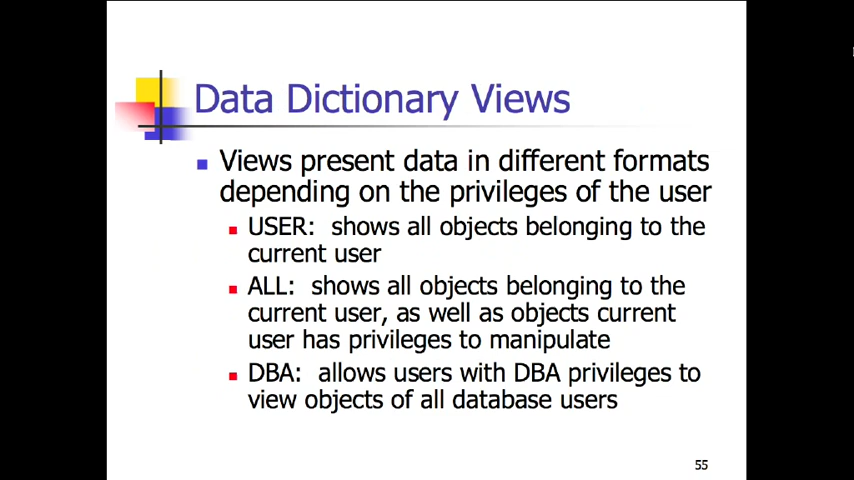 Data Dictionary Views
Views present data in different formats
depending on the privileges of the user
USER: shows all objects belonging to the
current user
ALL: shows all objects belonging to the
current user, as well as objects current
user has privileges to manipulate
DBA: allows users with DBA privileges to
view objects of all database users
55